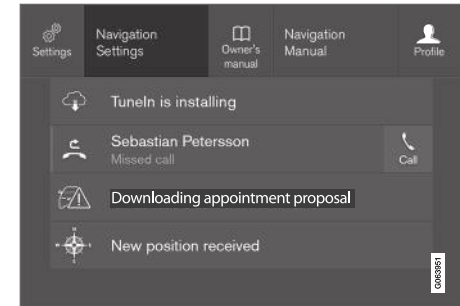 Settings
Navigation
Settings
Owner's
manual
Navigation
Manual
Profile
TuneIn is installing
Sebastian Petersson
Missed call
Call
Downloading appointment proposal
New position received
G063951